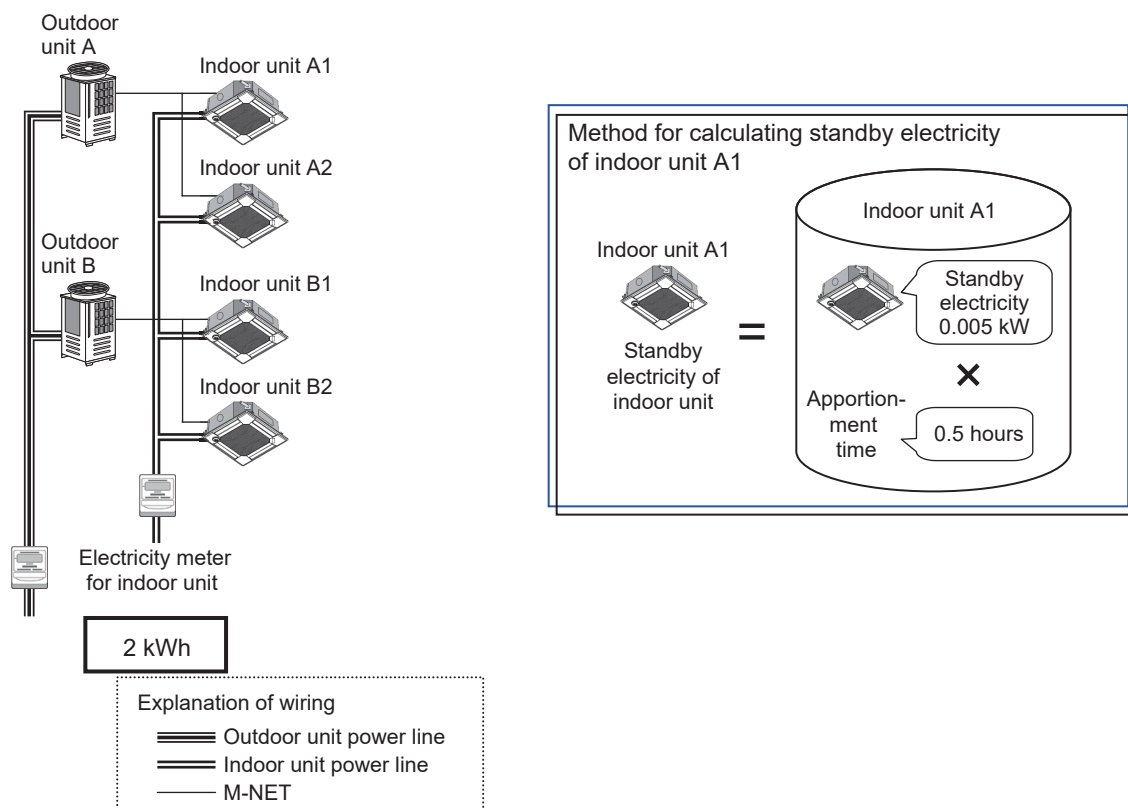 Outdoor
unit A
Indoor unit A1
Indoor unit A2
Outdoor
unit B
Indoor unit B1
Indoor unit B2
Electricity meter
for indoor unit
2 kWh
Explanation of wiring
Outdoor unit power line
Indoor unit power line
M-NET
Method for calculating standby electricity
of indoor unit A1
Indoor unit A1
Standby
electricity of
indoor unit
=
Indoor unit A1
Standby
electricity
0.005 kW
×
Apportion-
ment
time
0.5 hours